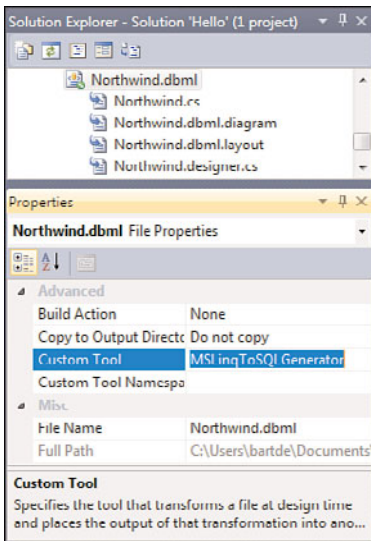 Solution Explorer - Solution 'Hello' (1 project)
Northwind.dbml
Northwind.cs
Northwind.dbml.diagram
Northwind.dbml.layout
Northwind.designer.cs
Properties
Northwind.dbml File Properties
Advanced
Build Action None
Copy to Output Directo Do not copy
Custom Tool MSLinqToSQLGenerator
Custom Tool Namespa
Misc
File Name Northwind.dbml
Full Path C:\Users\bartde\Documents\
Custom Tool
Specifies the tool that transforms a file at design time
and places the output of that transformation into ano...